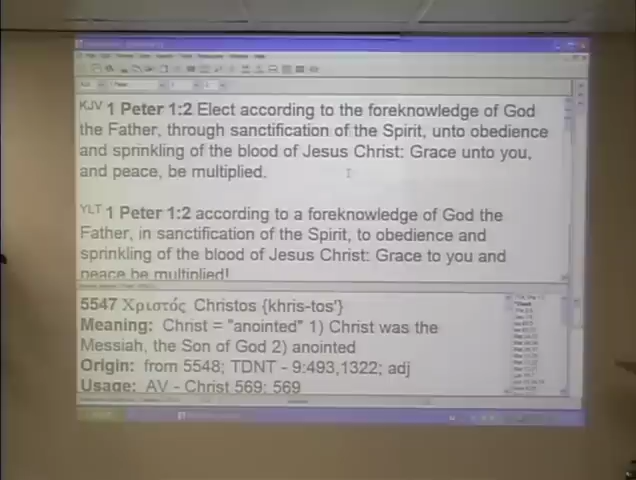 KJV 1 Peter 1:2 Elect according to the foreknowledge of God
the Father, through sanctification of the Spirit, unto obedience
and sprinkling of the blood of Jesus Christ: Grace unto you,
and peace, be multiplied.
YLT 1 Peter 1:2 according to a foreknowledge of God the
Father, in sanctification of the Spirit, to obedience and
sprinkling of the blood of Jesus Christ: Grace to you and
peace be multiplied!
5547 Χριστός Christos {khris-tos'}
Meaning: Christ = "anointed" 1) Christ was the
Messiah, the Son of God 2) anointed
Origin: from 5548; TDNT - 9:493,1322; adj
Usage: AV - Christ 569; 569